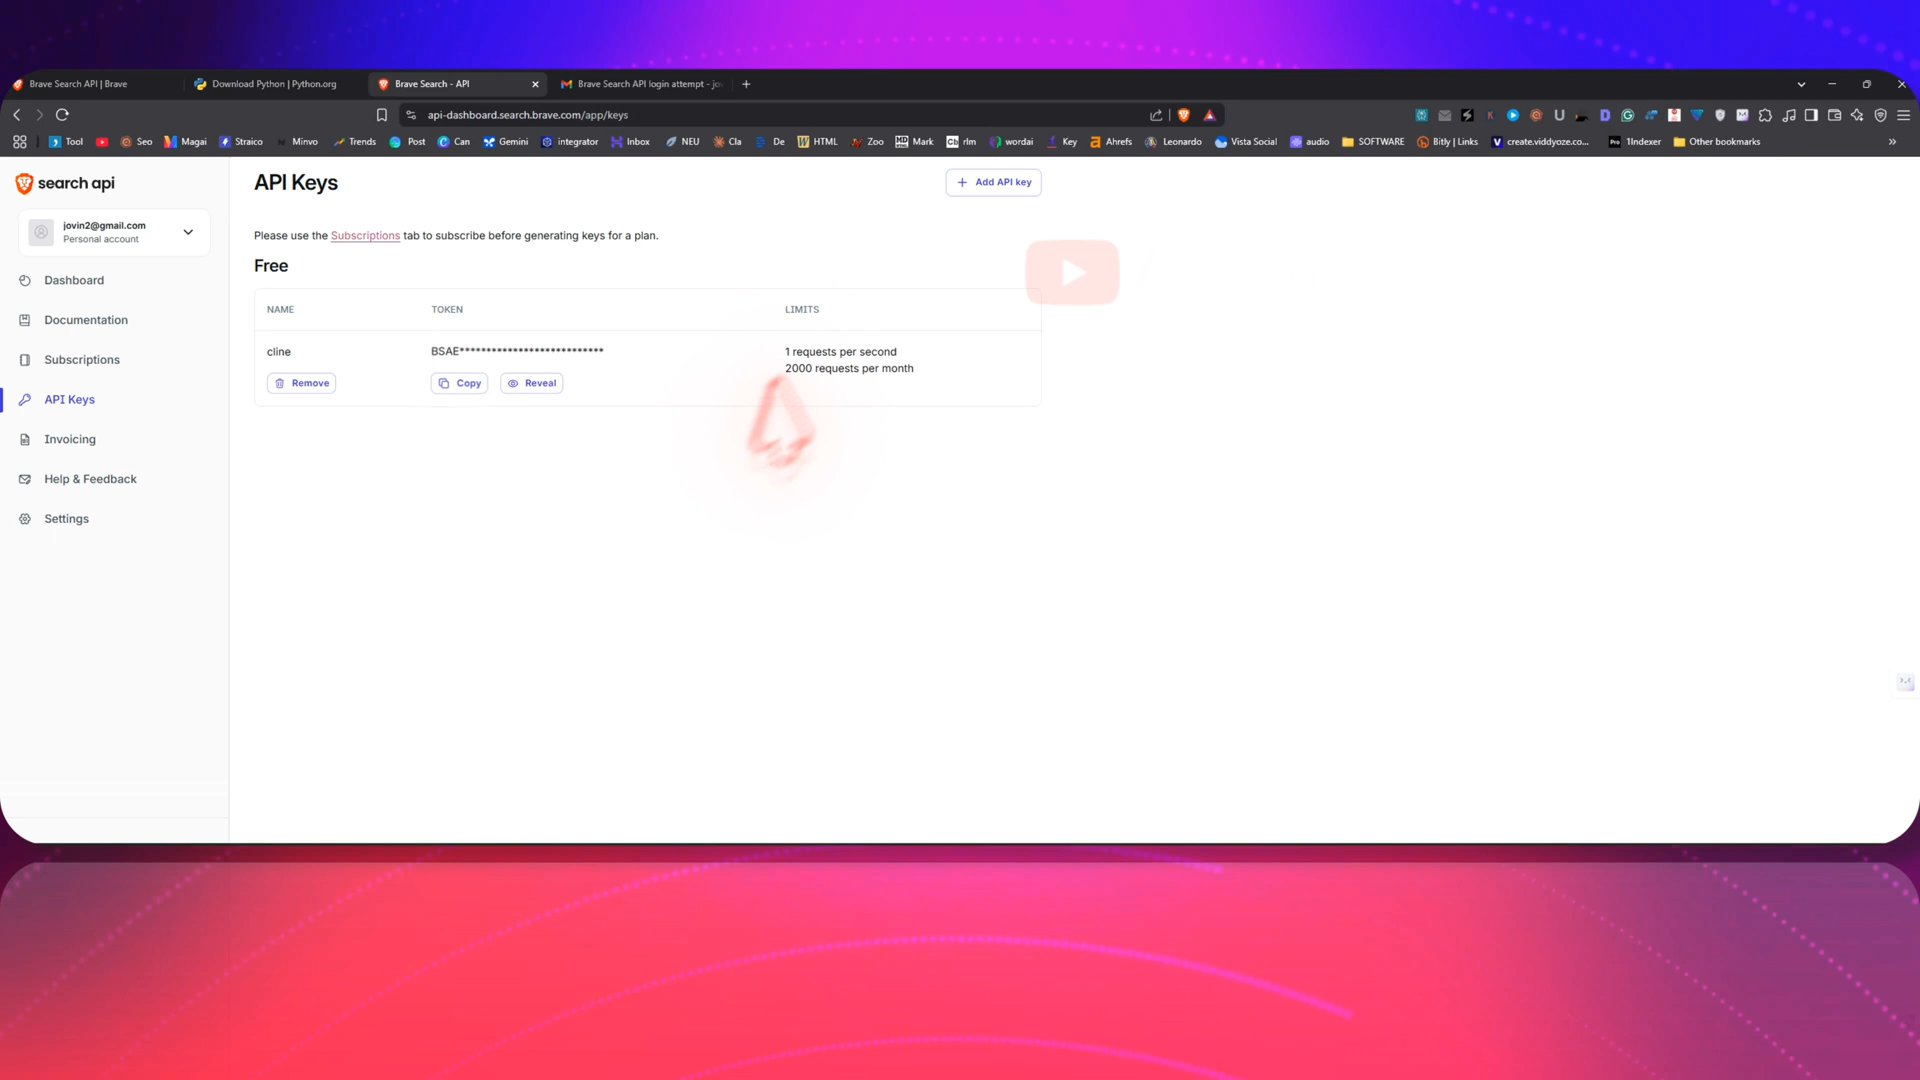 Brave Search API | Brave
Download Python | Python.org
Brave Search - API
Brave Search API login attempt - jov
api-dashboard.search.brave.com/app/keys
Tool
Seo
Magai
Straico
Minvo
Trends
Post
Can
Gemini
integrator
Inbox
NEU
Cla
De
HTML
Zoo
Mark
rlm
wordai
Key
Ahrefs
Leonardo
Vista Social
audio
SOFTWARE
Bitly | Links
create.viddyoze.co...
1Indexer
Other bookmarks
search api
jovin2@gmail.com
Personal account
Dashboard
Documentation
Subscriptions
API Keys
Invoicing
Help & Feedback
Settings
API Keys
Add API key
Please use the Subscriptions tab to subscribe before generating keys for a plan.
Free
NAME
TOKEN
LIMITS
cline
BSAE***************************
1 requests per second
2000 requests per month
Remove
Copy
Reveal